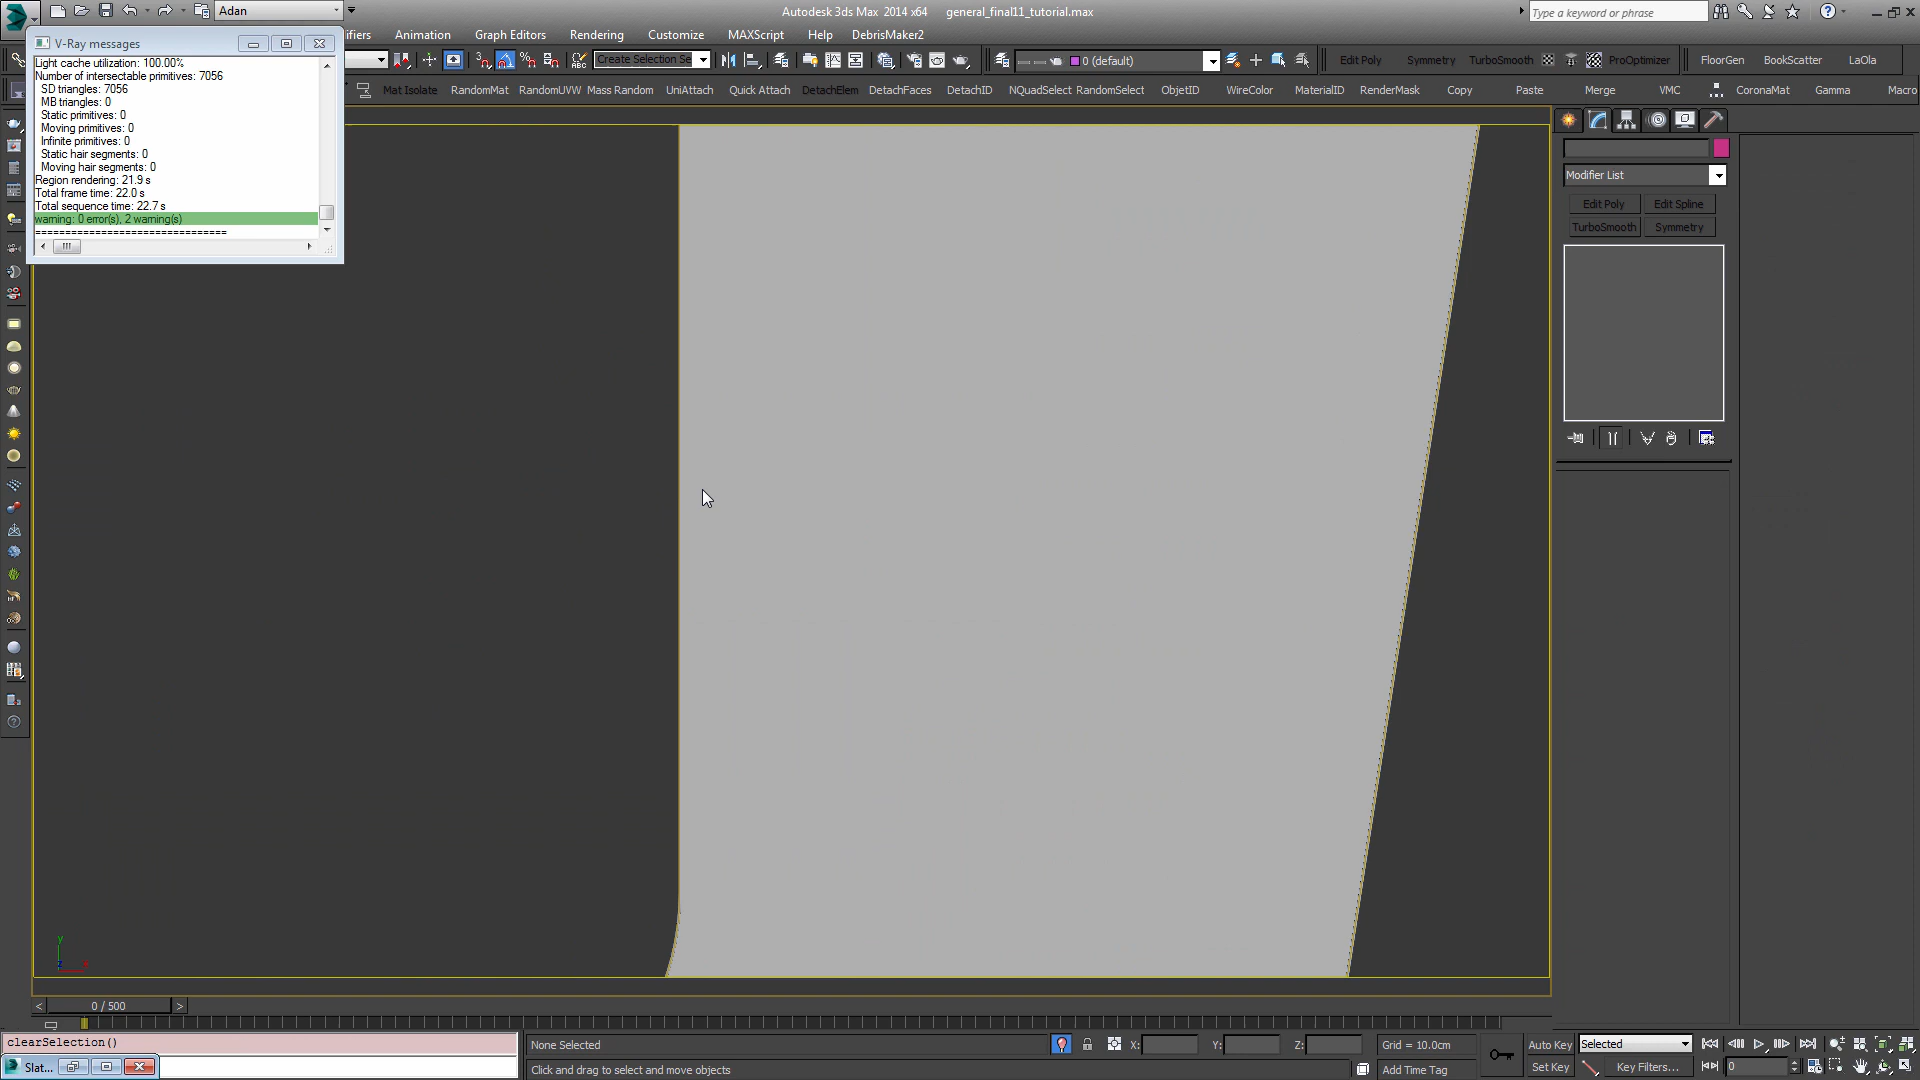 Adan
Autodesk 3ds Max 2014 x64
general_final11_tutorial.max
Type a keyword or phrase
V-Ray messages
ifiers
Animation
Graph Editors
Rendering
Customize
MAXScript
Help
DebrisMaker2
Create Selection Se
0 (default)
Edit Poly
Symmetry
TurboSmooth
ProOptimizer
FloorGen
BookScatter
LaOla
Mat Isolate
RandomMat
RandomUVW
Mass Random
UniAttach
Quick Attach
DetachElem
DetachFaces
DetachID
NQuadSelect
RandomSelect
ObjetID
WireColor
MaterialID
RenderMask
Copy
Paste
Merge
VMC
CoronaMat
Gamma
Macro
Light cache utilization: 100.00%
Number of intersectable primitives: 7056
SD triangles: 7056
MB triangles: 0
Static primitives: 0
Moving primitives: 0
Infinite primitives: 0
Static hair segments: 0
Moving hair segments: 0
Region rendering: 21.9 s
Total frame time: 22.0 s
Total sequence time: 22.7 s
warning: 0 error(s), 2 warning(s)
==============================
Modifier List
Edit Poly
Edit Spline
TurboSmooth
Symmetry
y
0 / 500
clearSelection()
Slat...
None Selected
X:
Y:
Z:
Grid = 10.0cm
Auto Key
Selected
Click and drag to select and move objects
Add Time Tag
Set Key
Key Filters...
0